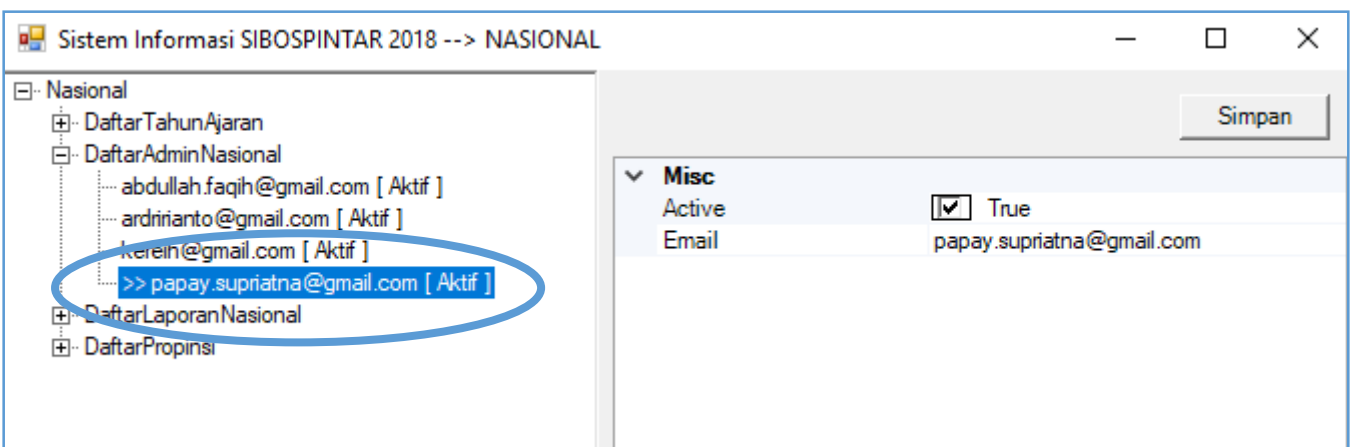 Sistem Informasi SIBOSPINTAR 2018 --> NASIONAL
Nasional
DaftarTahunAjaran
DaftarAdminNasional
abdullah.faqih@gmail.com [ Aktif ]
ardririanto@gmail.com [ Aktif ]
kerein@gmail.com [ Aktif ]
>> papay.supriatna@gmail.com [ Aktif ]
DaftarLaporanNasional
DaftarPropinsi
Simpan
Misc
Active True
Email papay.supriatna@gmail.com